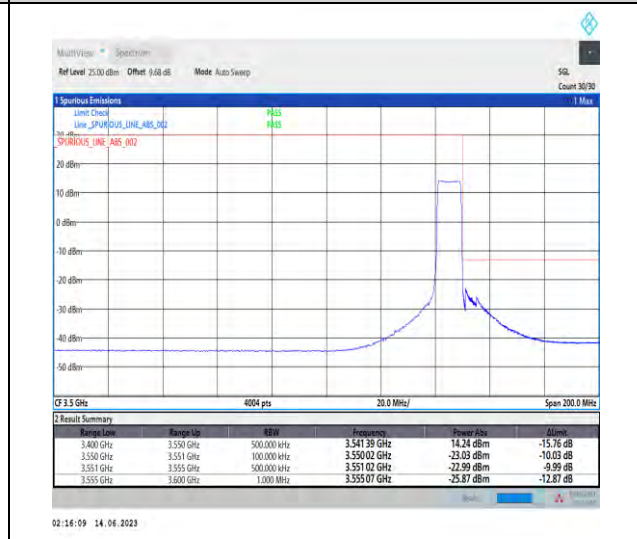 MultiView Spectrum
Ref Level 25.00 dBm Offset 9.68 dB Mode Auto Sweep SGL
Count 30/30
1 Spurious Emissions 1 Max
Limit Check PASS
Line _SPURIOUS_LINE_ABS_002 PASS
30 dBm
_SPURIOUS_LINE_ABS_002
20 dBm
10 dBm
0 dBm
-10 dBm
-20 dBm
-30 dBm
-40 dBm
-50 dBm
CF 3.5 GHz 4004 pts 20.0 MHz/ Span 200.0 MHz
2 Result Summary
Range Low Range Up RBW Frequency Power Abs ΔLimit
3.400 GHz 3.550 GHz 500.000 kHz 3.541 39 GHz 14.24 dBm -15.76 dB
3.550 GHz 3.551 GHz 100.000 kHz 3.550 02 GHz -23.03 dBm -10.03 dB
3.551 GHz 3.555 GHz 500.000 kHz 3.551 02 GHz -22.99 dBm -9.99 dB
3.555 GHz 3.600 GHz 1.000 MHz 3.555 07 GHz -25.87 dBm -12.87 dB
02:16:09 14.06.2023